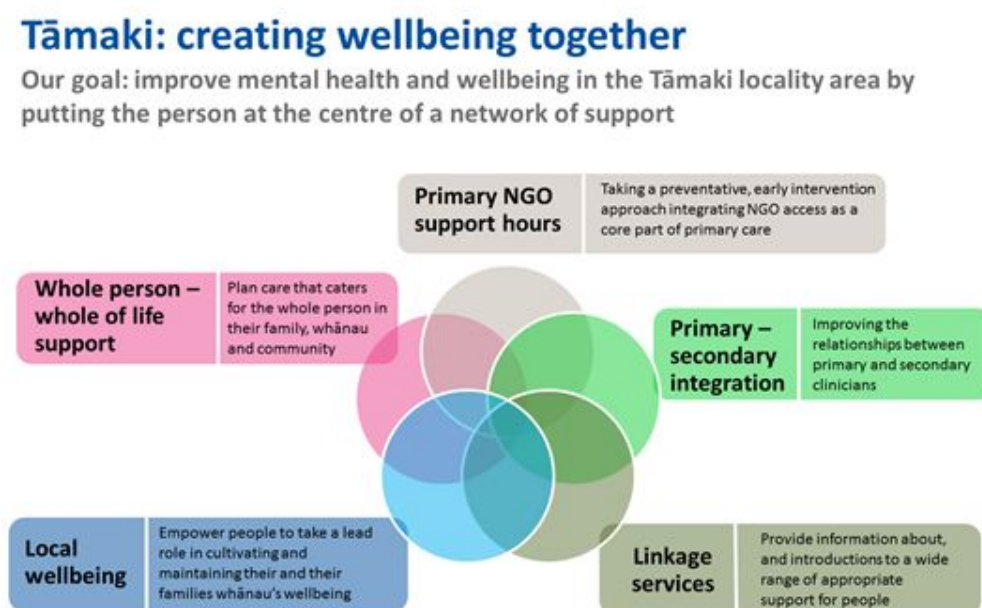 Tāmaki: creating wellbeing together
Our goal: improve mental health and wellbeing in the Tāmaki locality area by
putting the person at the centre of a network of support
Primary NGO
support hours
Taking a preventative, early intervention
approach integrating NGO access as a
core part of primary care
Whole person –
whole of life
support
Plan care that caters
for the whole person in
their family, whānau
and community
Primary –
secondary
integration
Improving the
relationships between
primary and secondary
clinicians
Local
wellbeing
Empower people to take a lead
role in cultivating and
maintaining their and their
families whānau's wellbeing
Linkage
services
Provide information about,
and introductions to a wide
range of appropriate
support for people